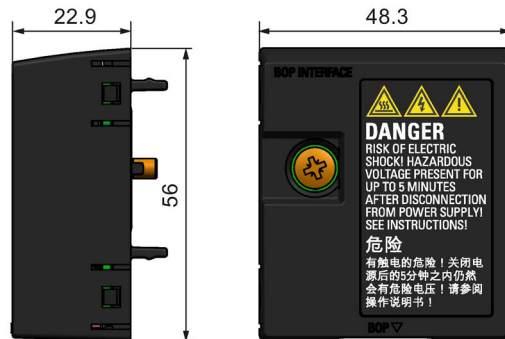 22.9
48.3
56
BOP INTERFACE
DANGER
RISK OF ELECTRIC
SHOCK! HAZARDOUS
VOLTAGE PRESENT FOR
UP TO 5 MINUTES
AFTER DISCONNECTION
FROM POWER SUPPLY!
SEE INSTRUCTIONS!
危险
有触电的危险！关闭电
源后的5分钟之内仍然
会有危险电压！请参阅
操作说明书！
BOP ▽